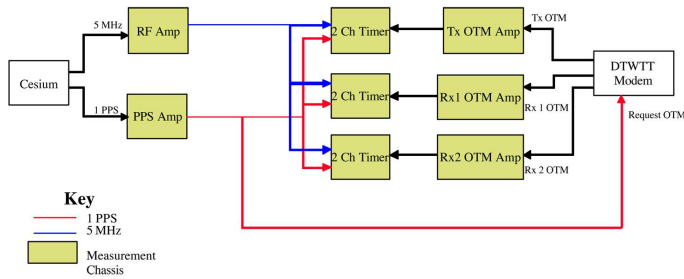 5 MHz
RF Amp
2 Ch Timer
Tx OTM Amp
Tx OTM
Cesium
DTWTT
Modem
1 PPS
PPS Amp
2 Ch Timer
Rx1 OTM Amp
Rx 1 OTM
Request OTM
2 Ch Timer
Rx2 OTM Amp
Rx 2 OTM
Key
1 PPS
5 MHz
Measurement
Chassis